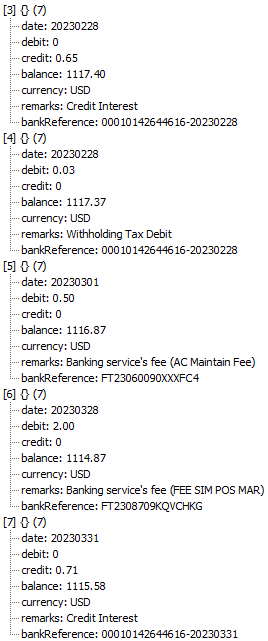 [3] {} (7)
date: 20230228
debit: 0
credit: 0.65
balance: 1117.40
currency: USD
remarks: Credit Interest
bankReference: 00010142644616-20230228
[4] {} (7)
date: 20230228
debit: 0.03
credit: 0
balance: 1117.37
currency: USD
remarks: Withholding Tax Debit
bankReference: 00010142644616-20230228
[5] {} (7)
date: 20230301
debit: 0.50
credit: 0
balance: 1116.87
currency: USD
remarks: Banking service's fee (AC Maintain Fee)
bankReference: FT23060090XXXFC4
[6] {} (7)
date: 20230328
debit: 2.00
credit: 0
balance: 1114.87
currency: USD
remarks: Banking service's fee (FEE SIM POS MAR)
bankReference: FT2308709KQVCHKG
[7] {} (7)
date: 20230331
debit: 0
credit: 0.71
balance: 1115.58
currency: USD
remarks: Credit Interest
bankReference: 00010142644616-20230331